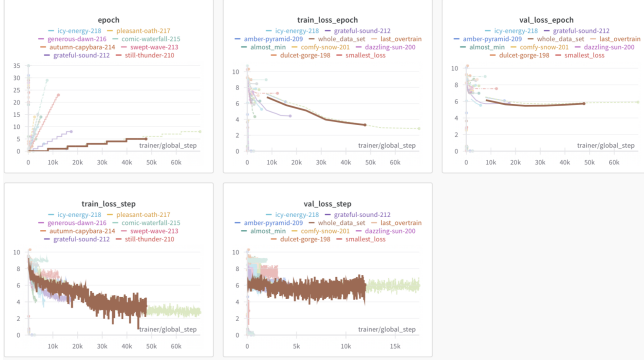 epoch
icy-energy-218 pleasant-oath-217
generous-dawn-216 comic-waterfall-215
autumn-capybara-214 swept-wave-213
grateful-sound-212 still-thunder-210
35
30
25
20
15
10
5
0
trainer/global_step
0 10k 20k 30k 40k 50k 60k
train_loss_epoch
icy-energy-218 grateful-sound-212
amber-pyramid-209 whole_data_set last_overtrain
almost_min comfy-snow-201 dazzling-sun-200
dulcet-gorge-198 smallest_loss
10
8
6
4
2
0
trainer/global_step
0 10k 20k 30k 40k 50k 60k
val_loss_epoch
icy-energy-218 grateful-sound-212
amber-pyramid-209 whole_data_set last_overtrain
almost_min comfy-snow-201 dazzling-sun-200
dulcet-gorge-198 smallest_loss
10
8
6
4
2
0
trainer/global_step
0 10k 20k 30k 40k 50k 60k
train_loss_step
icy-energy-218 pleasant-oath-217
generous-dawn-216 comic-waterfall-215
autumn-capybara-214 swept-wave-213
grateful-sound-212 still-thunder-210
10
8
6
4
2
0
trainer/global_step
0 10k 20k 30k 40k 50k 60k
val_loss_step
icy-energy-218 grateful-sound-212
amber-pyramid-209 whole_data_set last_overtrain
almost_min comfy-snow-201 dazzling-sun-200
dulcet-gorge-198 smallest_loss
10
8
6
4
2
0
trainer/global_step
0 5k 10k 15k